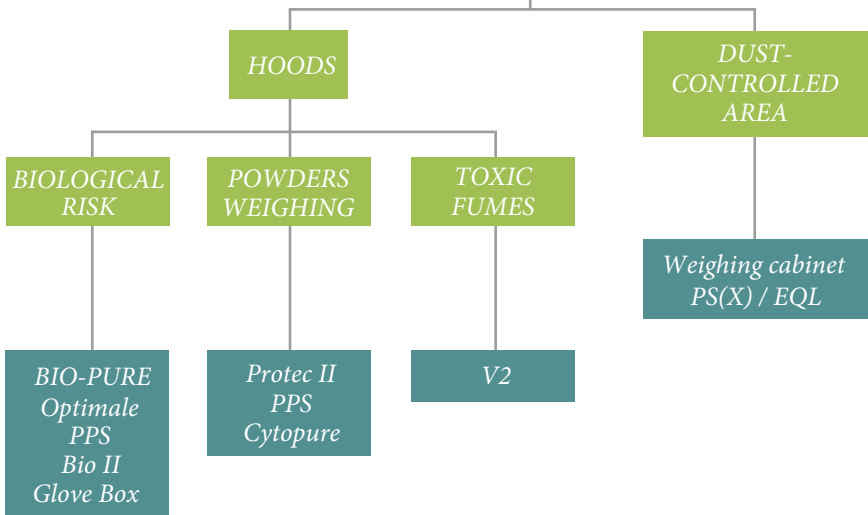 HOODS
DUST-
CONTROLLED
AREA
BIOLOGICAL
RISK
POWDERS
WEIGHING
TOXIC
FUMES
Weighing cabinet
PS(X) / EQL
BIO-PURE
Optimale
PPS
Bio II
Glove Box
Protec II
PPS
Cytopure
V2